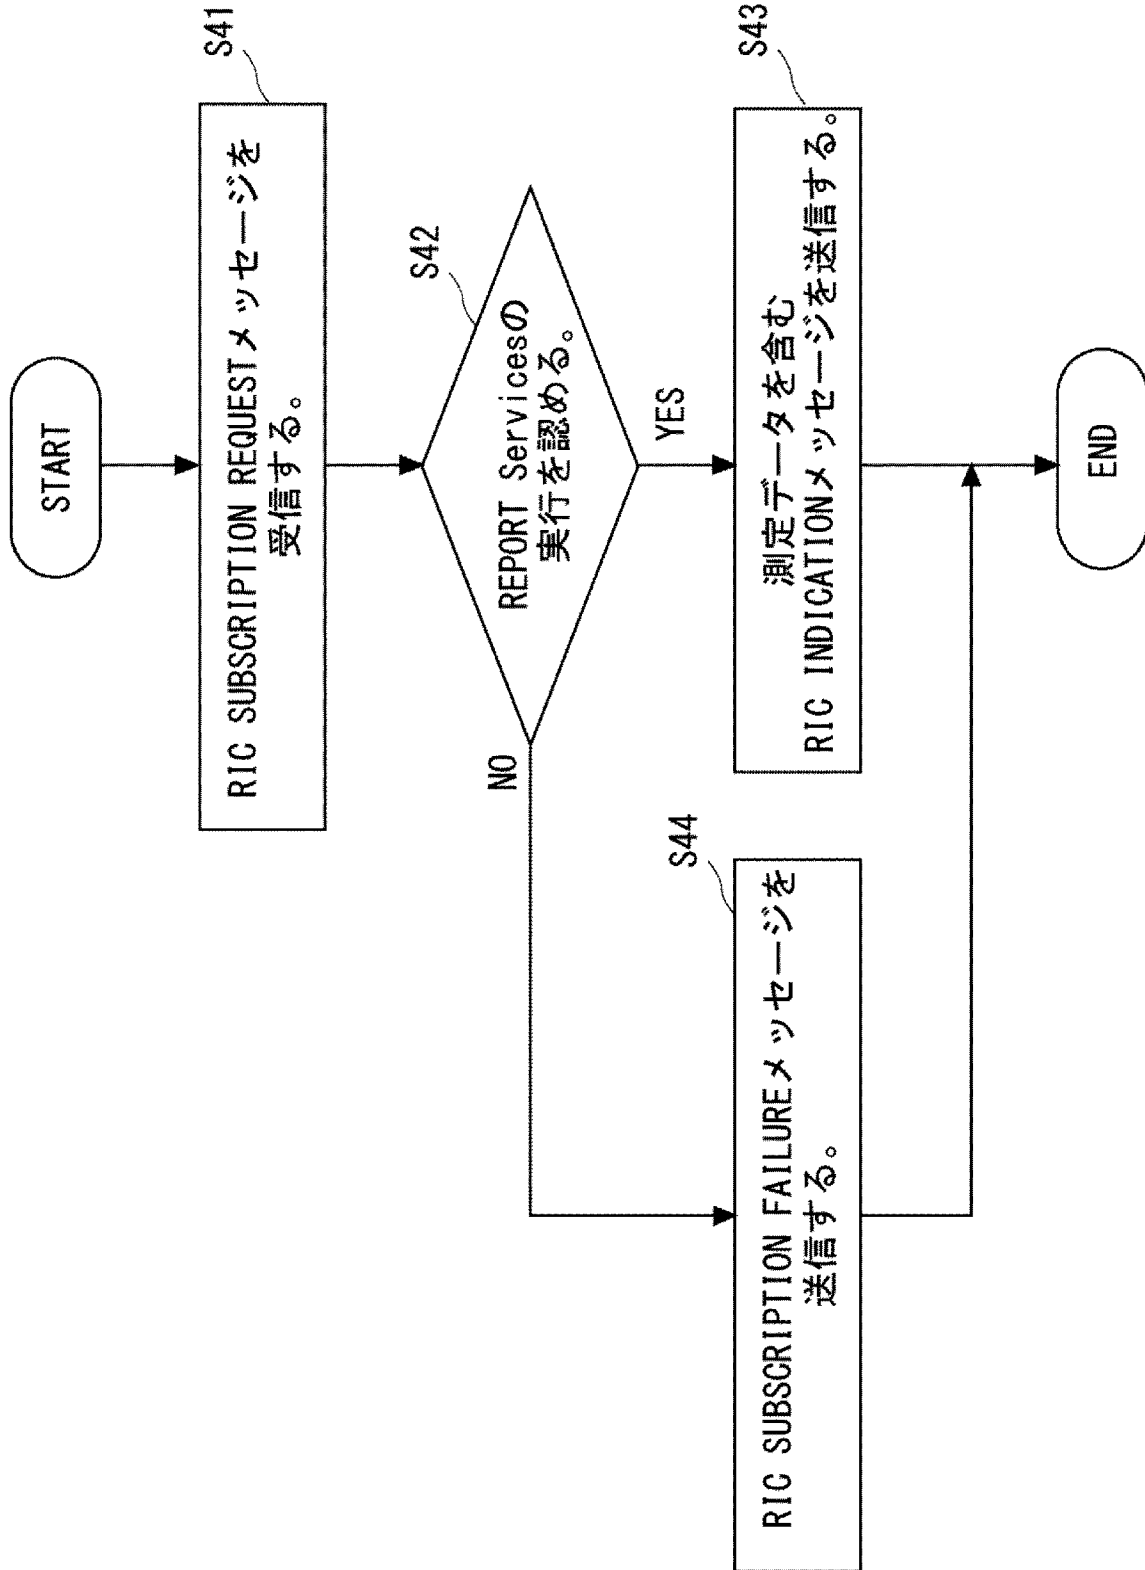 START
S41
RIC SUBSCRIPTION REQUESTメッセージを
受信する。
S42
REPORT Servicesの
実行を認める。
NO
YES
S43
測定データを含む
RIC INDICATIONメッセージを送信する。
S44
RIC SUBSCRIPTION FAILUREメッセージを
送信する。
END